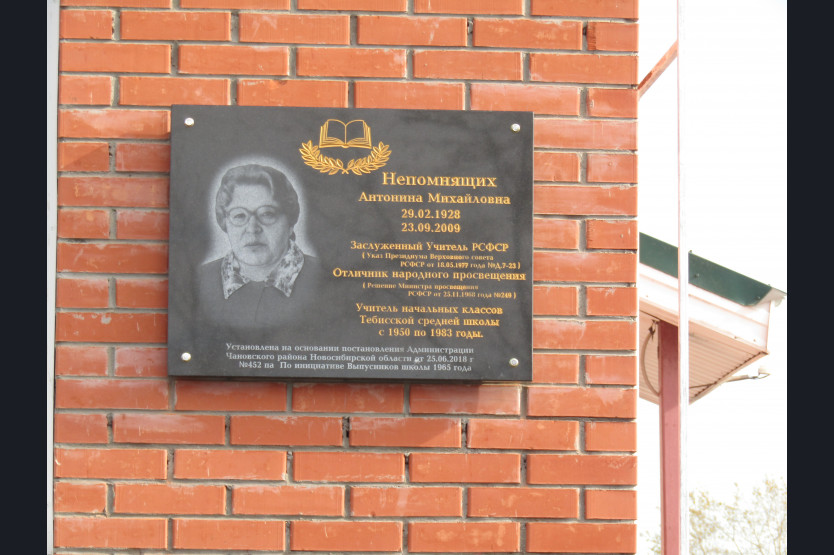 Непомнящих
Антонина Михайловна
29.02.1928
23.09.2009
Заслуженный Учитель РСФСР
( Указ Президиума Верховного совета
РСФСР от 18.05.1977 года №Д,7-23 )
Отличник народного просвещения
( Решение Министра просвещения
РСФСР от 25.11.1968 года №249 )
Учитель начальных классов
Тебисской средней школы
с 1950 по 1983 годы.
Установлена на основании постановления Администрации
Чановского района Новосибирской области от 25.06.2018 г
№452 на По инициативе Выпусников школы 1965 года